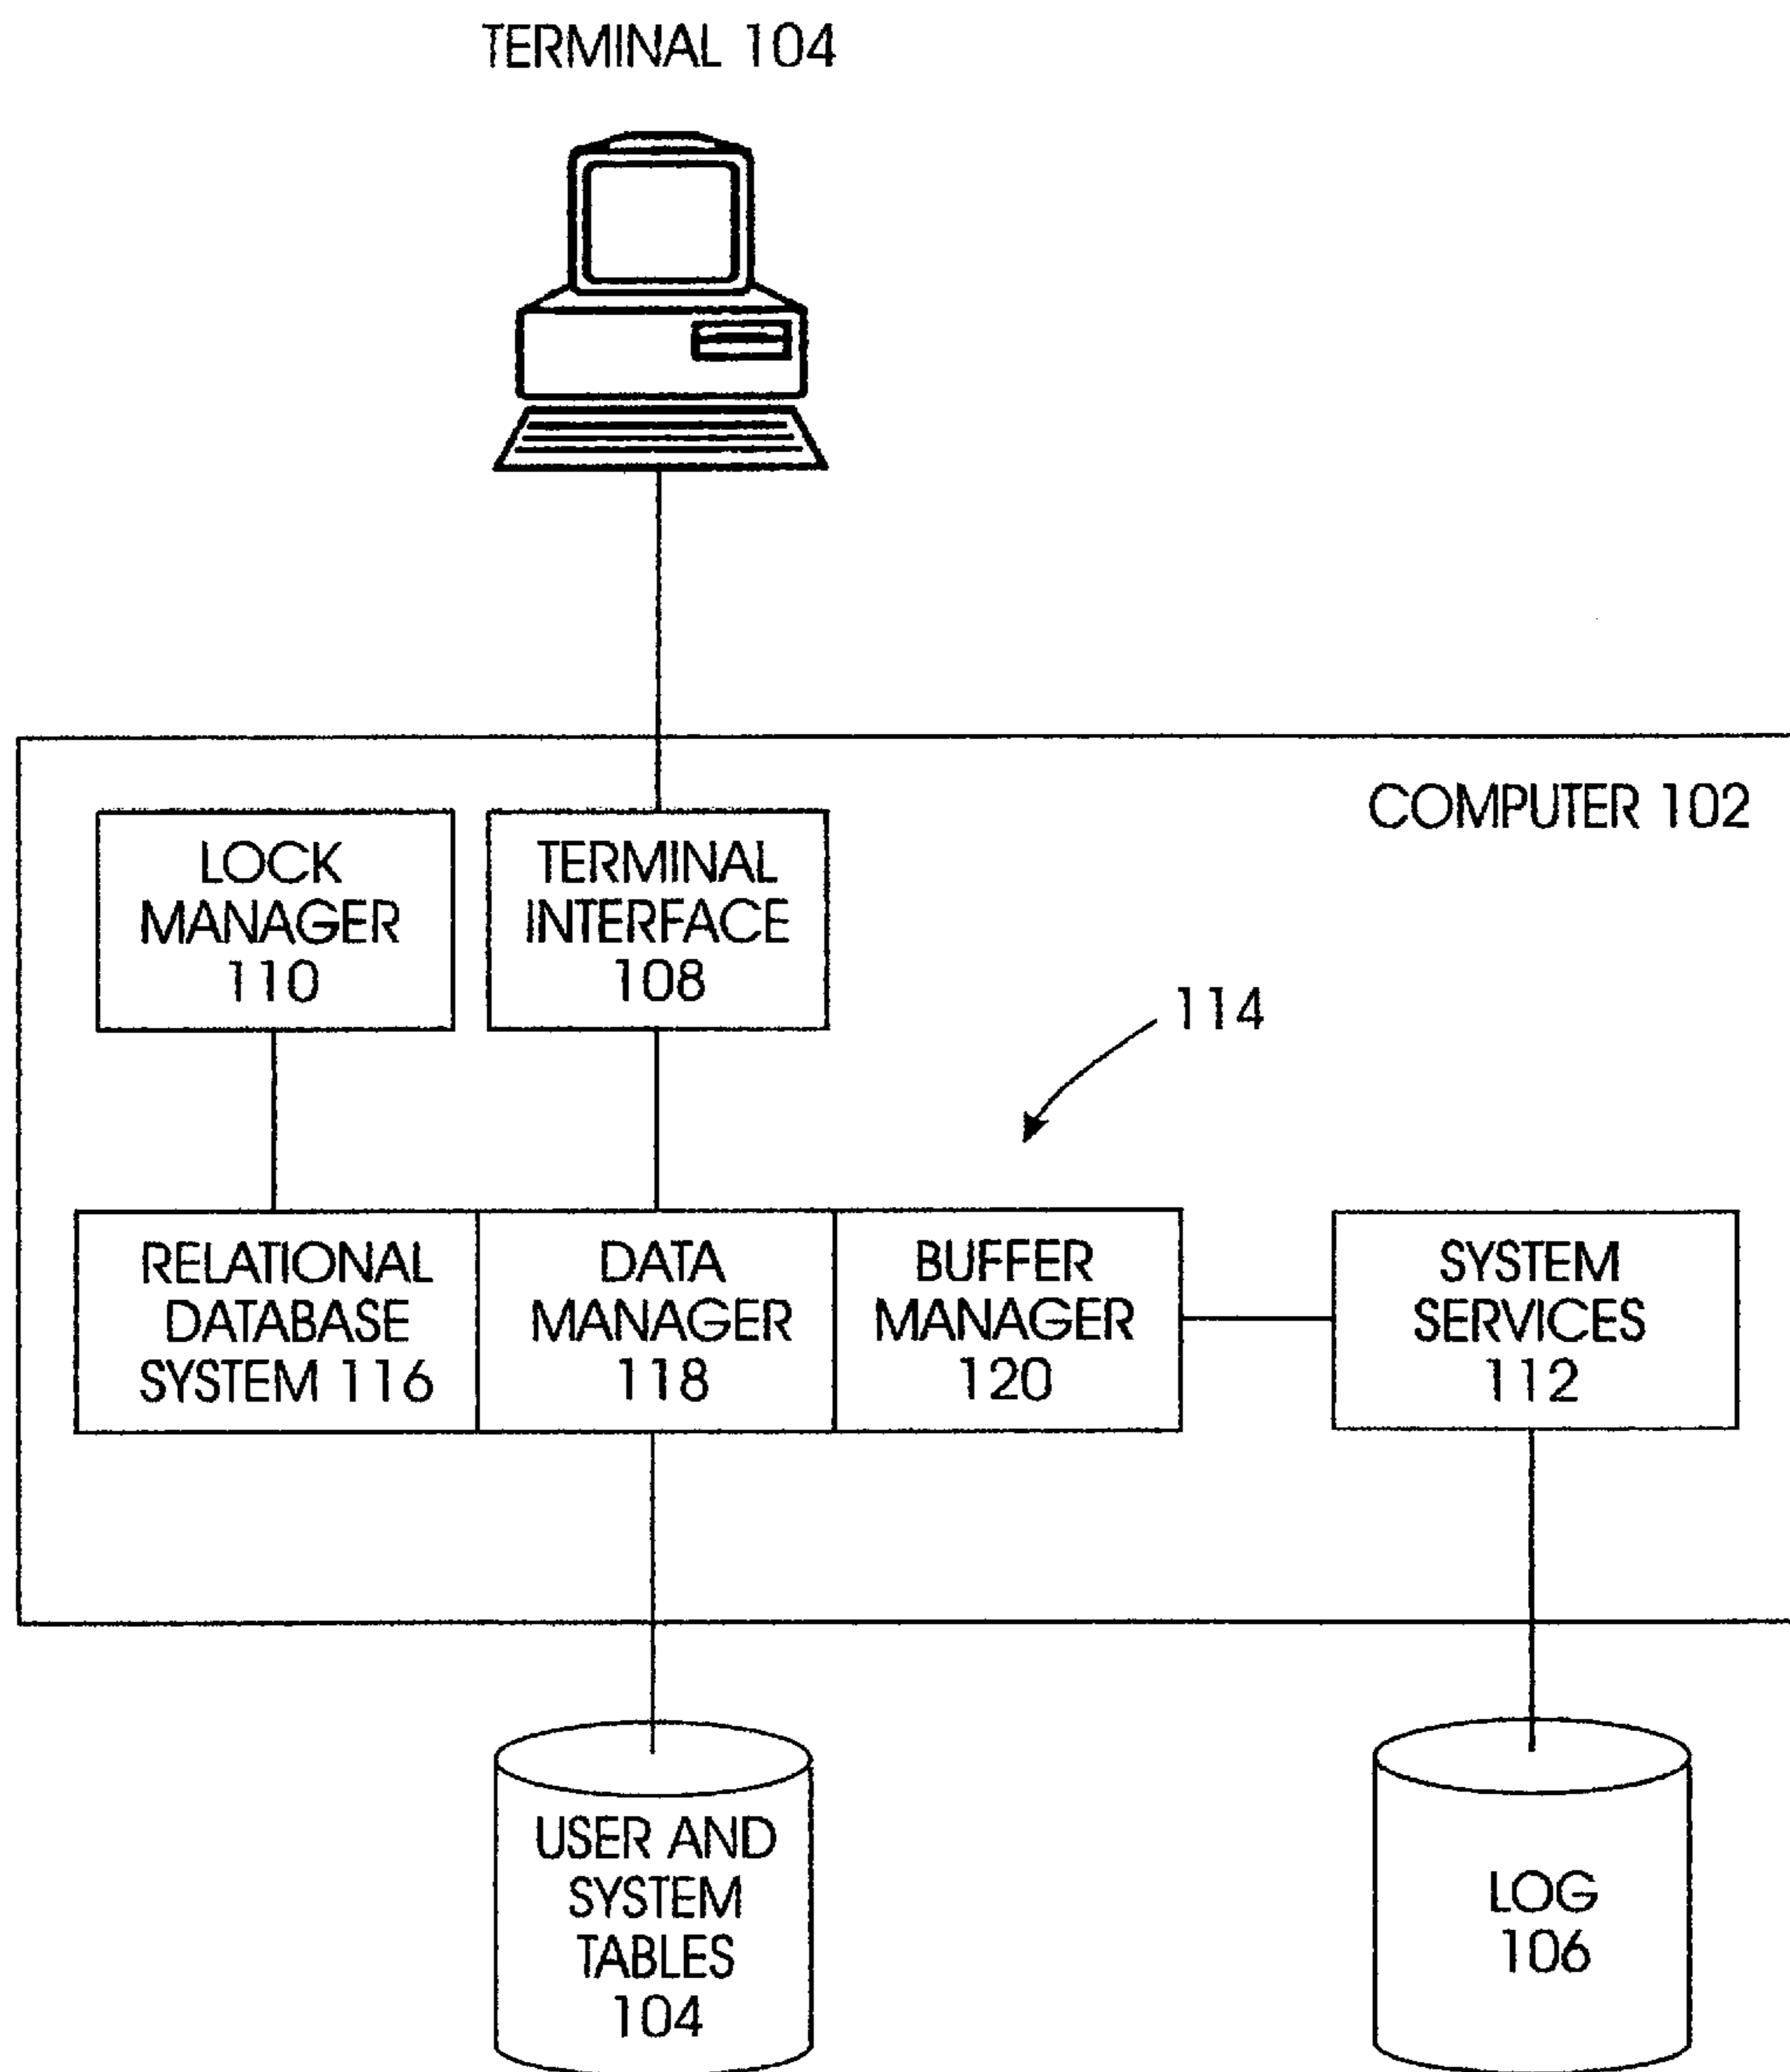 TERMINAL 104
COMPUTER 102
LOCK
MANAGER
110
TERMINAL
INTERFACE
108
114
RELATIONAL
DATABASE
SYSTEM 116
DATA
MANAGER
118
BUFFER
MANAGER
120
SYSTEM
SERVICES
112
USER AND
SYSTEM
TABLES
104
LOG
106